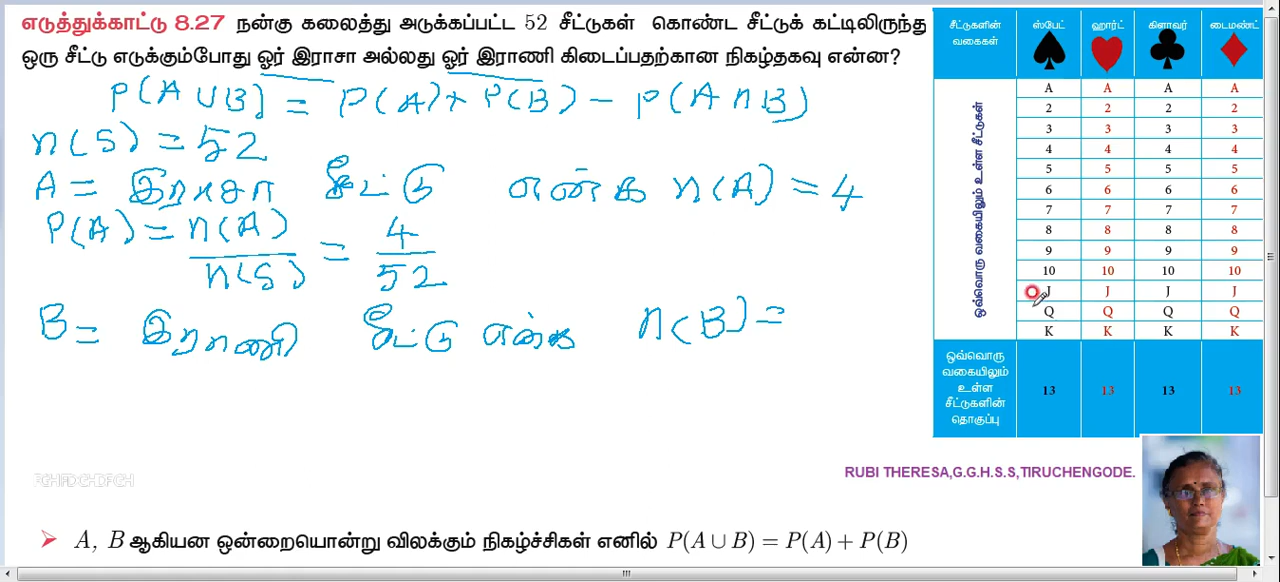 எடுத்துக்காட்டு 8.27 நன்கு கலைத்து அடுக்கப்பட்ட 52 சீட்டுகள் கொண்ட சீட்டுக் கட்டிலிருந்து
ஒரு சீட்டு எடுக்கும்போது ஓர் இராசா அல்லது ஓர் இராணி கிடைப்பதற்கான நிகழ்தகவு என்ன?
P(A ∪ B) = P(A) + P(B) - P(A ∩ B)
n(S) = 52
A = இராசா சீட்டு என்க n(A) = 4
P(A) = n(A) / n(S) = 4 / 52
B = இராணி சீட்டு என்க n(B) =
சீட்டுகளின் வகைகள் ஸ்பேட் ஹார்ட் கிளாவர் டைமண்ட்
ஒவ்வொரு வகையிலும் உள்ள சீட்டுகள்
A A A A
2 2 2 2
3 3 3 3
4 4 4 4
5 5 5 5
6 6 6 6
7 7 7 7
8 8 8 8
9 9 9 9
10 10 10 10
J J J J
Q Q Q Q
K K K K
ஒவ்வொரு
வகையிலும்
உள்ள
சீட்டுகளின்
தொகுப்பு
13 13 13 13
RUBI THERESA,G.G.H.S.S,TIRUCHENGODE.
A, B ஆகியன ஒன்றையொன்று விலக்கும் நிகழ்ச்சிகள் எனில் P(A ∪ B) = P(A) + P(B)